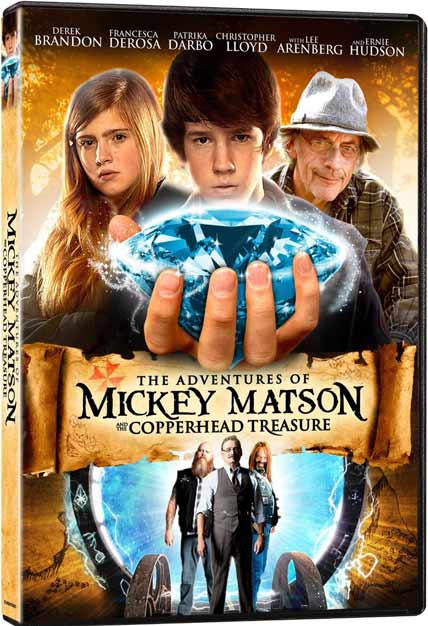 DEREK BRANDON
FRANCESCA DEROSA
PATRIKA DARBO
CHRISTOPHER LLOYD
WITH LEE ARENBERG
AND ERNIE HUDSON
THE ADVENTURES OF
MICKEY MATSON
AND THE COPPERHEAD TREASURE
THE ADVENTURES OF
MICKEY MATSON
AND THE COPPERHEAD TREASURE